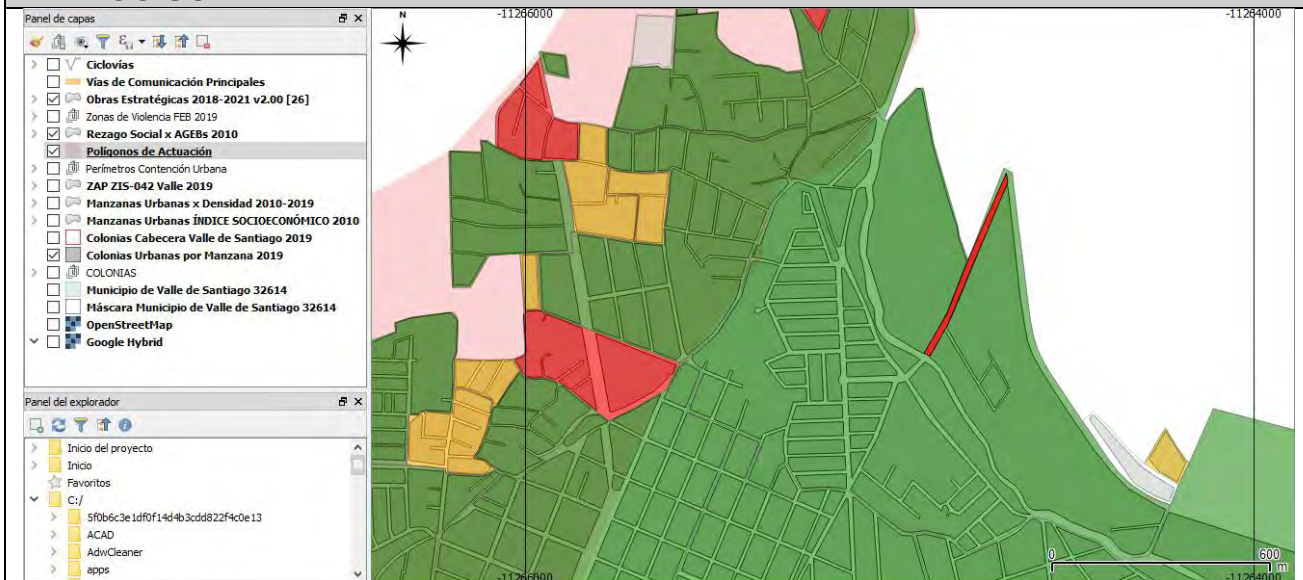 Panel de capas
Ciclovías
Vías de Comunicación Principales
Obras Estratégicas 2018-2021 v2.00 [26]
Zonas de Violencia FEB 2019
Rezago Social x AGEBs 2010
Polígonos de Actuación
Perímetros Contención Urbana
ZAP ZIS-042 Valle 2019
Manzanas Urbanas x Densidad 2010-2019
Manzanas Urbanas ÍNDICE SOCIOECONÓMICO 2010
Colonias Cabecera Valle de Santiago 2019
Colonias Urbanas por Manzana 2019
COLONIAS
Municipio de Valle de Santiago 32614
Máscara Municipio de Valle de Santiago 32614
OpenStreetMap
Google Hybrid
Panel del explorador
Inicio del proyecto
Inicio
Favoritos
C:/
5f0b6c3e1df0f14d4b3cdd822f4c0e13
ACAD
AdwCleaner
apps
N
-11266000
-11264000
0
600
m
-11266000
-11264000